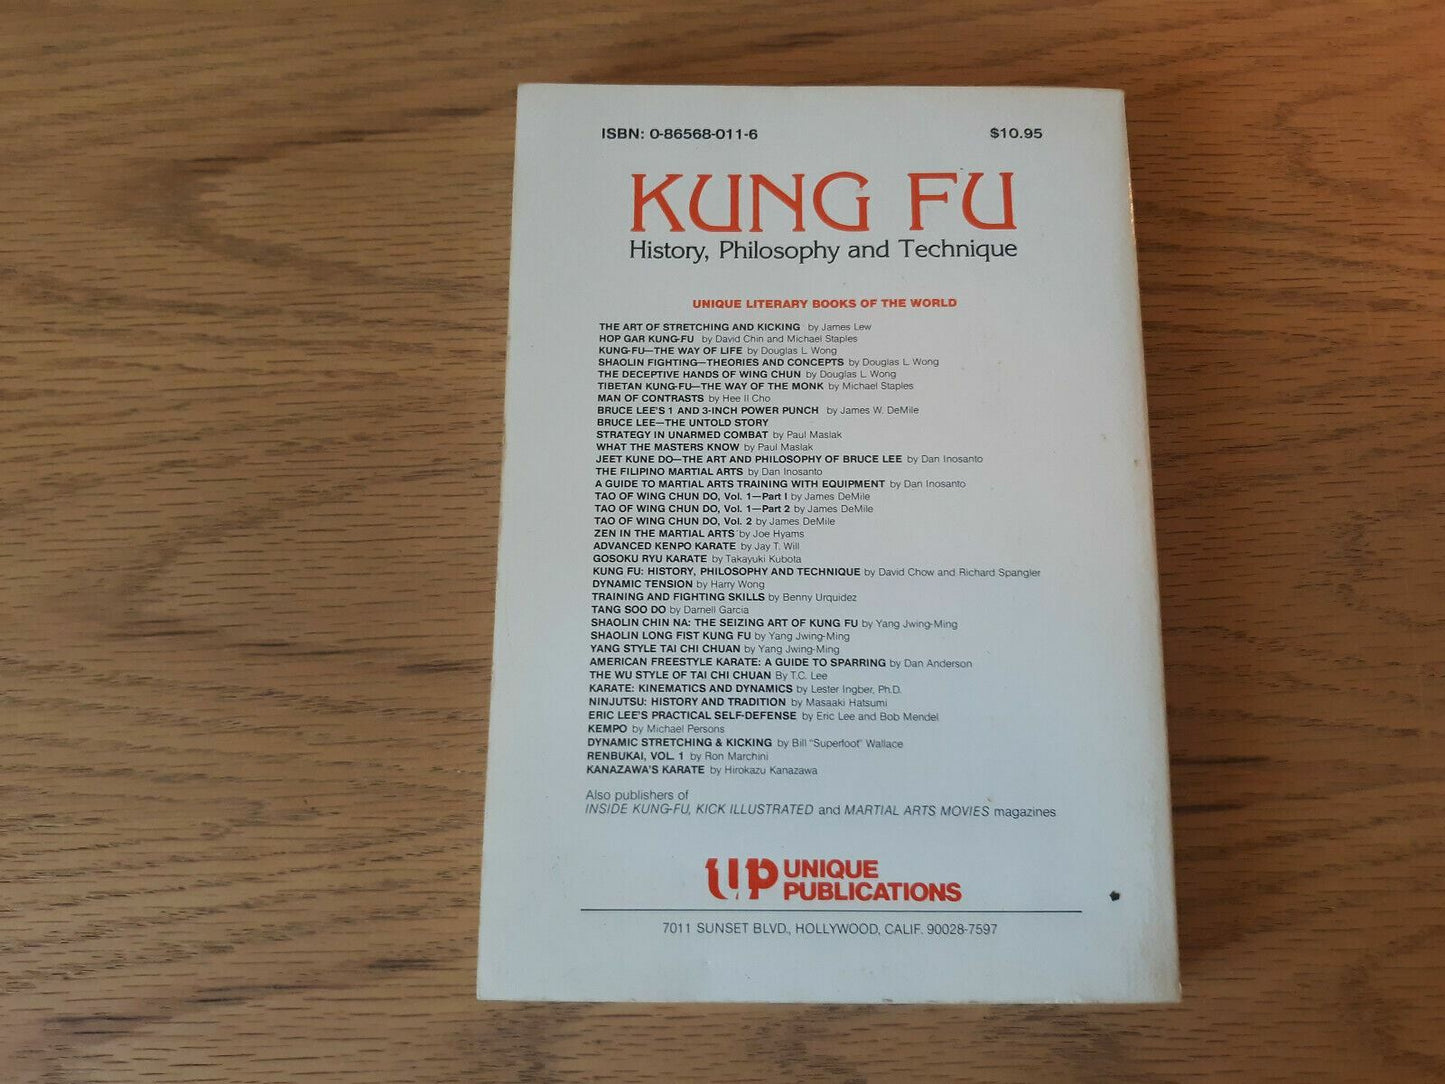 ISBN: 0-86568-011-6 $10.95
KUNG FU
History, Philosophy and Technique
UNIQUE LITERARY BOOKS OF THE WORLD
THE ART OF STRETCHING AND KICKING by James Lew
HOP GAR KUNG-FU by David Chin and Michael Staples
KUNG-FU—THE WAY OF LIFE by Douglas L. Wong
SHAOLIN FIGHTING—THEORIES AND CONCEPTS by Douglas L. Wong
THE DECEPTIVE HANDS OF WING CHUN by Douglas L. Wong
TIBETAN KUNG-FU—THE WAY OF THE MONK by Michael Staples
MAN OF CONTRASTS by Hee Il Cho
BRUCE LEE'S 1 AND 3-INCH POWER PUNCH by James W. DeMile
BRUCE LEE—THE UNTOLD STORY
STRATEGY IN UNARMED COMBAT by Paul Maslak
WHAT THE MASTERS KNOW by Paul Maslak
JEET KUNE DO—THE ART AND PHILOSOPHY OF BRUCE LEE by Dan Inosanto
THE FILIPINO MARTIAL ARTS by Dan Inosanto
A GUIDE TO MARTIAL ARTS TRAINING WITH EQUIPMENT by Dan Inosanto
TAO OF WING CHUN DO, Vol. 1—Part I by James DeMile
TAO OF WING CHUN DO, Vol. 1—Part 2 by James DeMile
TAO OF WING CHUN DO, Vol. 2 by James DeMile
ZEN IN THE MARTIAL ARTS by Joe Hyams
ADVANCED KENPO KARATE by Jay T. Will
GOSOKU RYU KARATE by Takayuki Kubota
KUNG FU: HISTORY, PHILOSOPHY AND TECHNIQUE by David Chow and Richard Spangler
DYNAMIC TENSION by Harry Wong
TRAINING AND FIGHTING SKILLS by Benny Urquidez
TANG SOO DO by Darnell Garcia
SHAOLIN CHIN NA: THE SEIZING ART OF KUNG FU by Yang Jwing-Ming
SHAOLIN LONG FIST KUNG FU by Yang Jwing-Ming
YANG STYLE TAI CHI CHUAN by Yang Jwing-Ming
AMERICAN FREESTYLE KARATE: A GUIDE TO SPARRING by Dan Anderson
THE WU STYLE OF TAI CHI CHUAN By T.C. Lee
KARATE: KINEMATICS AND DYNAMICS by Lester Ingber, Ph.D.
NINJUTSU: HISTORY AND TRADITION by Masaaki Hatsumi
ERIC LEE'S PRACTICAL SELF-DEFENSE by Eric Lee and Bob Mendel
KEMPO by Michael Persons
DYNAMIC STRETCHING & KICKING by Bill "Superfoot" Wallace
RENBUKAI, VOL. 1 by Ron Marchini
KANAZAWA'S KARATE by Hirokazu Kanazawa
Also publishers of
INSIDE KUNG-FU, KICK ILLUSTRATED and MARTIAL ARTS MOVIES magazines
UP UNIQUE
PUBLICATIONS
7011 SUNSET BLVD., HOLLYWOOD, CALIF. 90028-7597